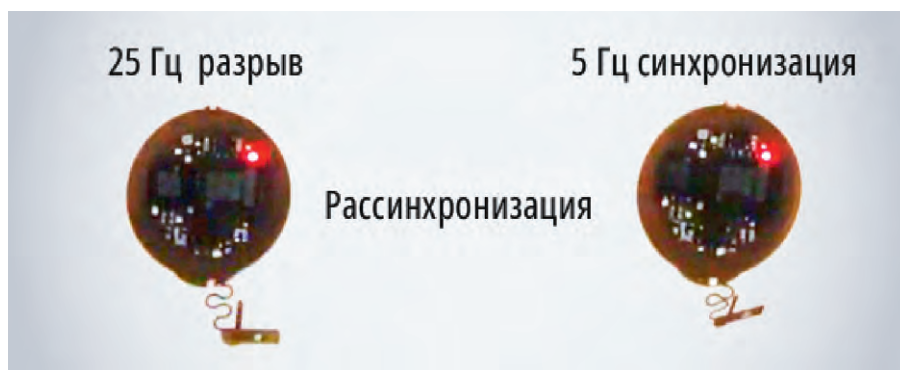 25 Гц разрыв
5 Гц синхронизация
Рассинхронизация